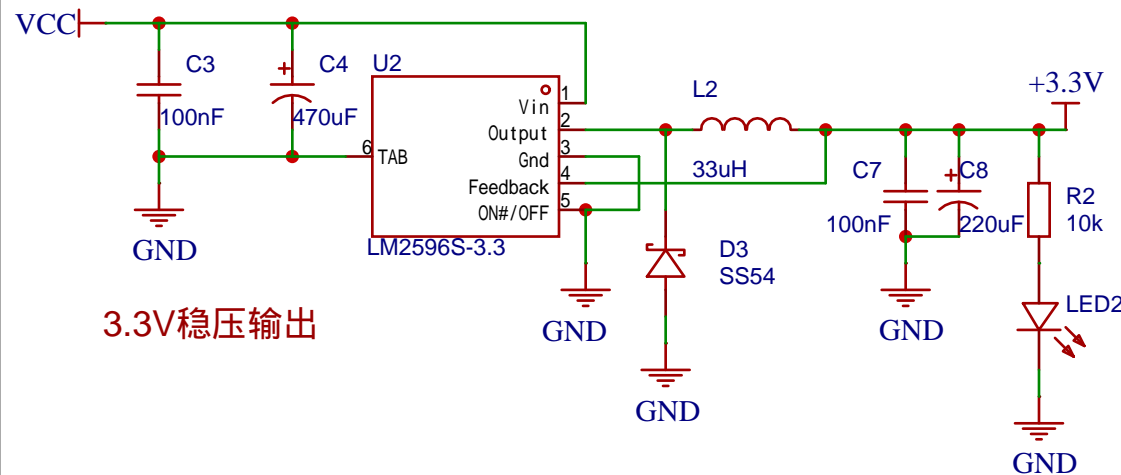 VCC
C3
100nF
C4
470uF
U2
Vin
1
Output
2
Gnd
3
Feedback
4
ON#/OFF
5
6
TAB
LM2596S-3.3
GND
GND
L2
33uH
D3
SS54
GND
+3.3V
C7
100nF
C8
220uF
GND
R2
10k
LED2
GND
3.3V稳压输出